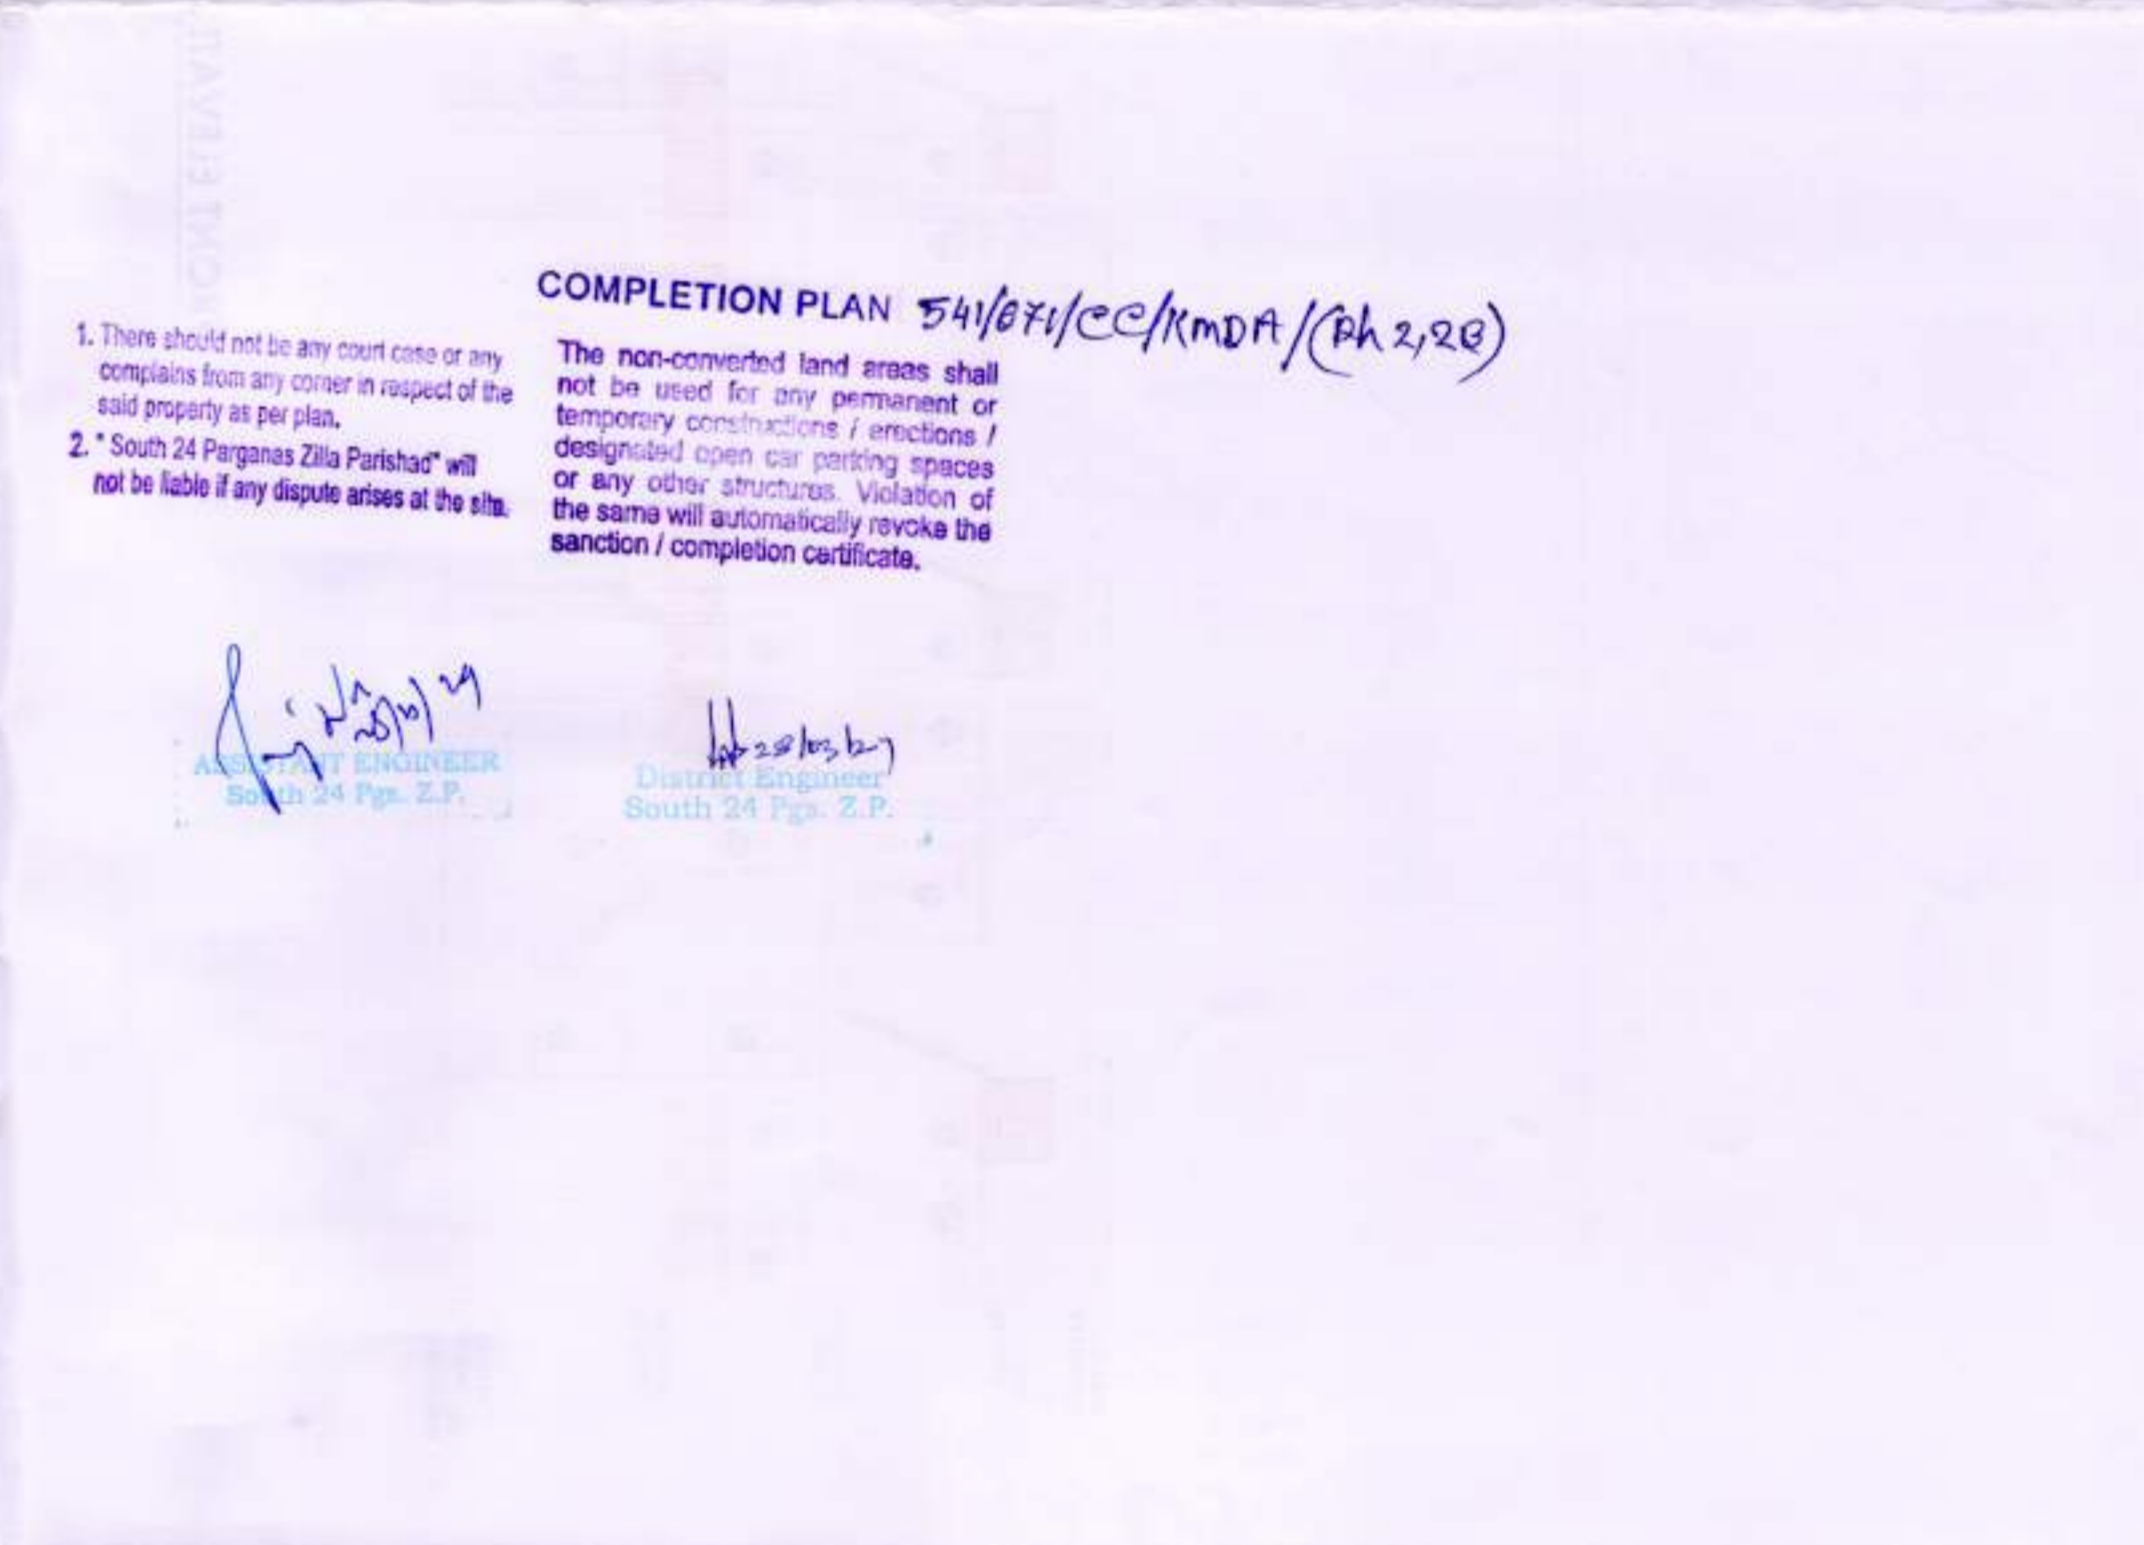 COMPLETION PLAN 541/671/CC/KMDA/(Ph 2,2B)
1. There should not be any court case or any
complains from any corner in respect of the
said property as per plan.
2. " South 24 Parganas Zilla Parishad" will
not be liable if any dispute arises at the site.
The non-converted land areas shall
not be used for any permanent or
temporary constructions / erections /
designated open car parking spaces
or any other structures. Violation of
the same will automatically revoke the
sanction / completion certificate.
ASSISTANT ENGINEER
South 24 Pgs. Z.P.
28/03/
District Engineer
South 24 Pgs. Z.P.